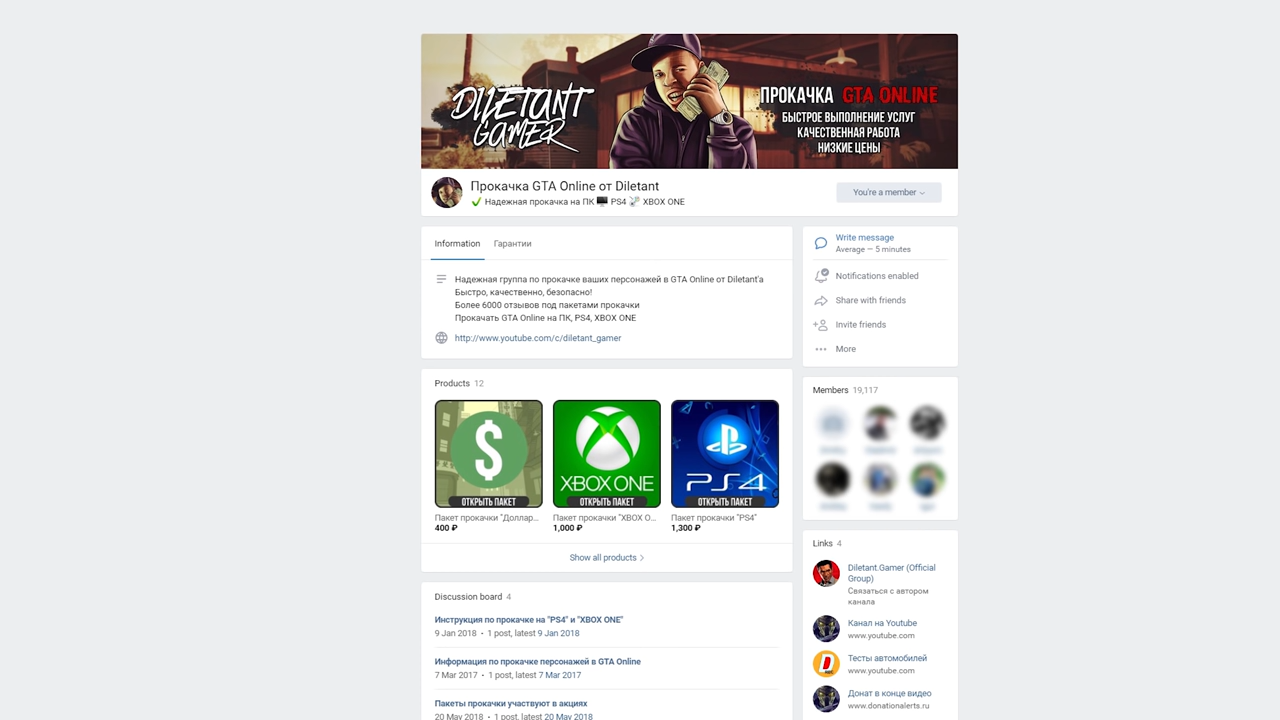 DILETANT
GAMER
ПРОКАЧКА GTA ONLINE
БЫСТРОЕ ВЫПОЛНЕНИЕ УСЛУГ
КАЧЕСТВЕННАЯ РАБОТА
НИЗКИЕ ЦЕНЫ
Прокачка GTA Online от Diletant
Надежная прокачка на ПК PS4 XBOX ONE
You're a member
Information
Гарантии
Надежная группа по прокачке ваших персонажей в GTA Online от Diletant'a
Быстро, качественно, безопасно!
Более 6000 отзывов под пакетами прокачки
Прокачать GTA Online на ПК, PS4, XBOX ONE
http://www.youtube.com/c/diletant_gamer
Products 12
$
ОТКРЫТЬ ПАКЕТ
Пакет прокачки "Доллар...
400 ₽
XBOX ONE
ОТКРЫТЬ ПАКЕТ
Пакет прокачки "XBOX O...
1,000 ₽
PS4
ОТКРЫТЬ ПАКЕТ
Пакет прокачки "PS4"
1,300 ₽
Show all products
Discussion board 4
Инструкция по прокачке на "PS4" и "XBOX ONE"
9 Jan 2018 · 1 post, latest 9 Jan 2018
Информация по прокачке персонажей в GTA Online
7 Mar 2017 · 1 post, latest 7 Mar 2017
Пакеты прокачки участвуют в акциях
20 May 2018 · 1 post, latest 20 May 2018
Write message
Average — 5 minutes
Notifications enabled
Share with friends
Invite friends
More
Members 19,117
Links 4
Diletant.Gamer (Official
Group)
Связаться с автором
канала
Канал на Youtube
www.youtube.com
Тесты автомобилей
www.youtube.com
Донат в конце видео
www.donationalerts.ru